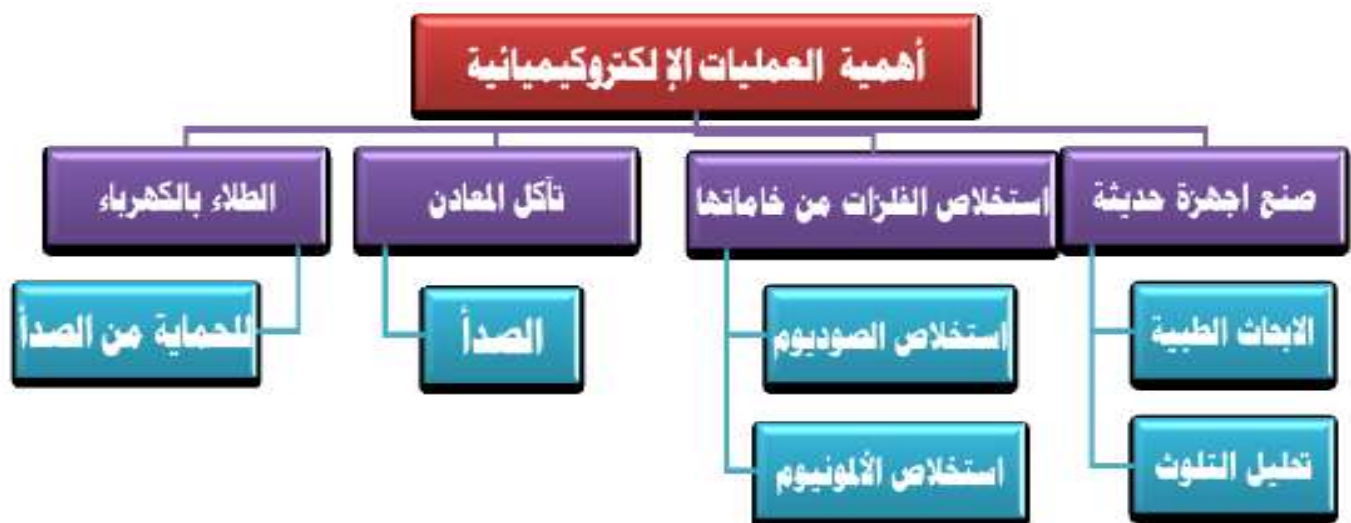 أهمية العمليات الإلكتروكيميائية
صنع اجهزة حديثة
الابحاث الطبية
تحليل التلوث
استخلاص الفلزات من خاماتها
استخلاص الصوديوم
استخلاص الألمونيوم
تآكل المعادن
الصدأ
الطلاء بالكهرباء
للحماية من الصدأ